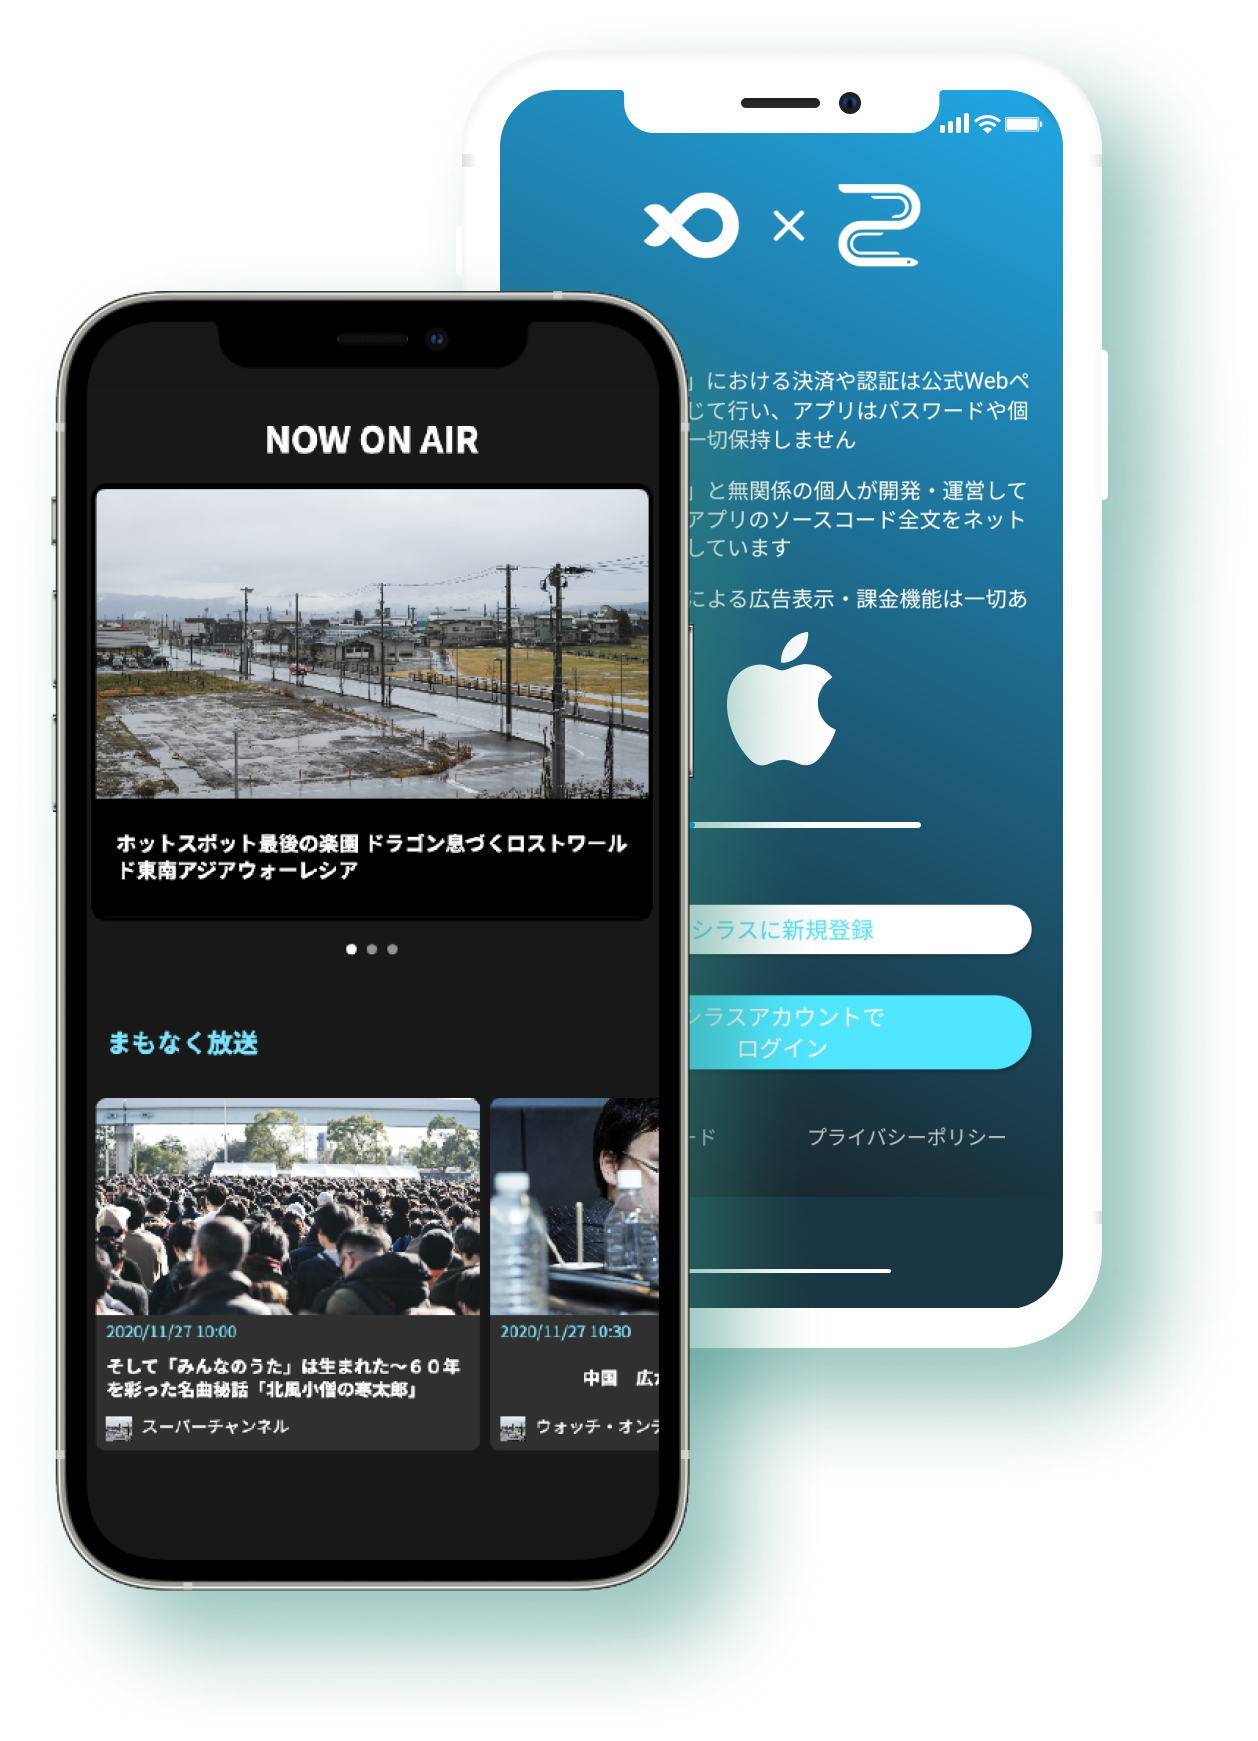 」における決済や認証は公式Webペ
じて行い、アプリはパスワードや個
一切保持しません
」と無関係の個人が開発・運営して
アプリのソースコード全文をネット
しています
による広告表示・課金機能は一切あ
シラスに新規登録
シラスアカウントで
ログイン
ード
プライバシーポリシー
NOW ON AIR
ホットスポット最後の楽園 ドラゴン息づくロストワール
ド東南アジアウォーレシア
まもなく放送
2020/11/27 10:00
そして「みんなのうた」は生まれた～６０年
を彩った名曲秘話「北風小僧の寒太郎」
スーパーチャンネル
2020/11/27 10:30
中国　広
ウォッチ・オンデ